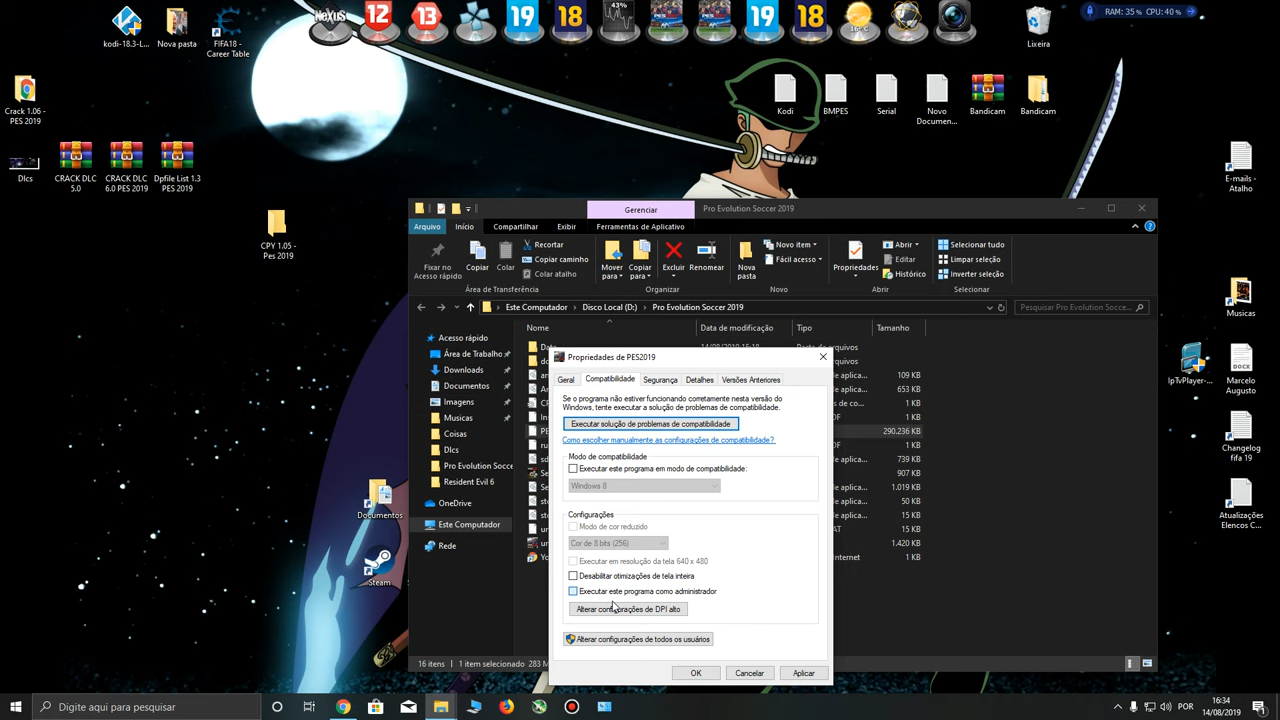 kodi-18.3-L...
Nova pasta
FIFA18 -
Career Table
NeXuS
12
13
19
18
43%
PES
PES
19
18
16°C
RAM: 35 % CPU: 40 %
Lixeira
Crack 1.06 -
PES 2019
Dlcs
CRACK DLC
5.0
CRACK DLC
6.0 PES 2019
Dpfile List 1.3
PES 2019
CPY 1.05 -
Pes 2019
Kodi
BMPES
Serial
Novo
Documen...
Bandicam
Bandicam
E-mails -
Atalho
Musicas
IpTvPlayer-...
Marcelo
Augusto
Changelog
fifa 19
Atualizações
Elencos C...
Documentos
Steam
Gerenciar
Pro Evolution Soccer 2019
Arquivo
Início
Compartilhar
Exibir
Ferramentas de Aplicativo
Fixar no
Acesso rápido
Copiar
Colar
Recortar
Copiar caminho
Colar atalho
Área de Transferência
Mover
para
Copiar
para
Excluir
Renomear
Organizar
Nova
pasta
Novo item
Fácil acesso
Novo
Propriedades
Abrir
Editar
Histórico
Abrir
Selecionar tudo
Limpar seleção
Inverter seleção
Selecionar
Este Computador > Disco Local (D:) > Pro Evolution Soccer 2019
Pesquisar Pro Evolution Socce...
Nome
Data de modificação
Tipo
Tamanho
Acesso rápido
Área de Trabalho
Downloads
Documentos
Imagens
Musicas
Coisas
Dlcs
Pro Evolution Socce
Resident Evil 6
OneDrive
Este Computador
Rede
109 KB
653 KB
1 KB
1 KB
290.236 KB
1 KB
739 KB
907 KB
1.019 KB
50 KB
15 KB
15 KB
1.420 KB
1 KB
Propriedades de PES2019
Geral
Compatibilidade
Segurança
Detalhes
Versões Anteriores
Se o programa não estiver funcionando corretamente nesta versão do
Windows, tente executar a solução de problemas de compatibilidade.
Executar solução de problemas de compatibilidade
Como escolher manualmente as configurações de compatibilidade?
Modo de compatibilidade
Executar este programa em modo de compatibilidade:
Windows 8
Configurações
Modo de cor reduzido
Cor de 8 bits (256)
Executar em resolução da tela 640 x 480
Desabilitar otimizações de tela inteira
Executar este programa como administrador
Alterar configurações de DPI alto
Alterar configurações de todos os usuários
OK
Cancelar
Aplicar
16 itens
1 item selecionado 283 M
Digite aqui para pesquisar
POR
16:34
14/08/2019
1